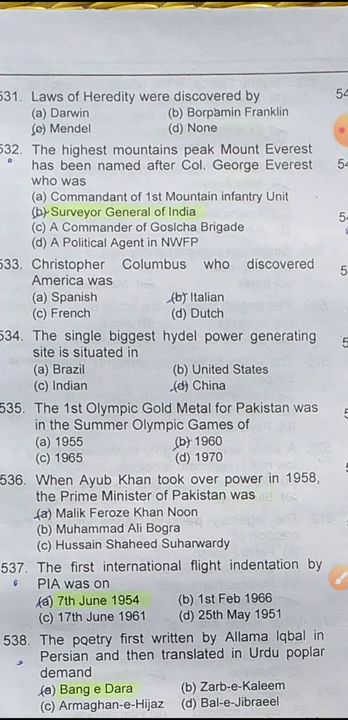 531. Laws of Heredity were discovered by
(a) Darwin (b) Borpamin Franklin
(c) Mendel (d) None
532. The highest mountains peak Mount Everest
has been named after Col. George Everest
who was
(a) Commandant of 1st Mountain infantry Unit
(b) Surveyor General of India
(c) A Commander of Goslcha Brigade
(d) A Political Agent in NWFP
533. Christopher Columbus who discovered
America was
(a) Spanish (b) Italian
(c) French (d) Dutch
534. The single biggest hydel power generating
site is situated in
(a) Brazil (b) United States
(c) Indian (d) China
535. The 1st Olympic Gold Metal for Pakistan was
in the Summer Olympic Games of
(a) 1955 (b) 1960
(c) 1965 (d) 1970
536. When Ayub Khan took over power in 1958,
the Prime Minister of Pakistan was
(a) Malik Feroze Khan Noon
(b) Muhammad Ali Bogra
(c) Hussain Shaheed Suharwardy
537. The first international flight indentation by
PIA was on
(a) 7th June 1954 (b) 1st Feb 1966
(c) 17th June 1961 (d) 25th May 1951
538. The pqetry first written by Allama Iqbal in
Persian and then translated in Urdu poplar
demand
(a) Bang e Dara (b) Zarb-e-Kaleem
(c) Armaghan-e-Hijaz (d) Bal-e-Jibraeel